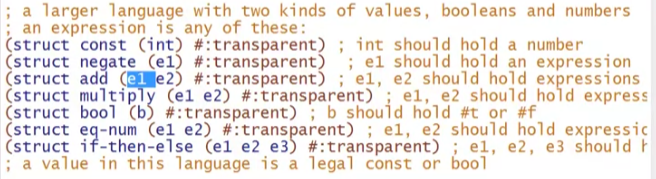 ; a larger language with two kinds of values, booleans and numbers
; an expression is any of these:
(struct const (int) #:transparent) ; int should hold a number
(struct negate (e1) #:transparent)  ; e1 should hold an expression
(struct add (e1 e2) #:transparent) ; e1, e2 should hold expressions
(struct multiply (e1 e2) #:transparent) ; e1, e2 should hold express
(struct bool (b) #:transparent) ; b should hold #t or #f
(struct eq-num (e1 e2) #:transparent) ; e1, e2 should hold expressic
(struct if-then-else (e1 e2 e3) #:transparent) ; e1, e2, e3 should h
; a value in this language is a legal const or bool